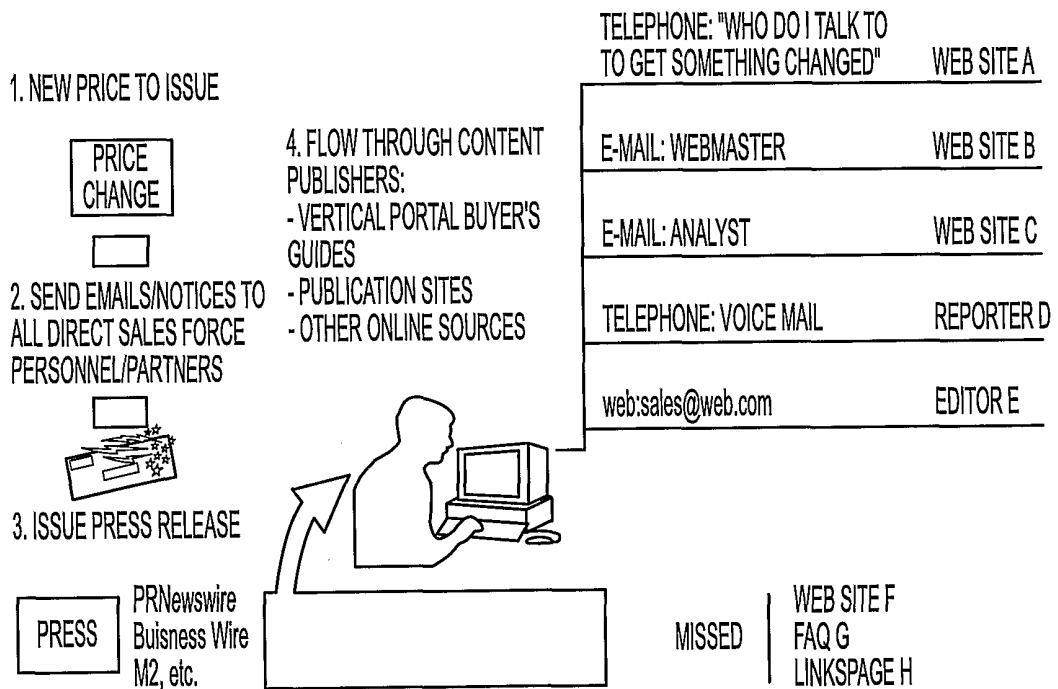 1. NEW PRICE TO ISSUE
PRICE
CHANGE
2. SEND EMAILS/NOTICES TO
ALL DIRECT SALES FORCE
PERSONNEL/PARTNERS
3. ISSUE PRESS RELEASE
PRESS
PRNewswire
Buisness Wire
M2, etc.
4. FLOW THROUGH CONTENT
PUBLISHERS:
- VERTICAL PORTAL BUYER'S
GUIDES
- PUBLICATION SITES
- OTHER ONLINE SOURCES
TELEPHONE: "WHO DO I TALK TO
TO GET SOMETHING CHANGED" WEB SITE A
E-MAIL: WEBMASTER WEB SITE B
E-MAIL: ANALYST WEB SITE C
TELEPHONE: VOICE MAIL REPORTER D
web:sales@web.com EDITOR E
MISSED
WEB SITE F
FAQ G
LINKSPAGE H